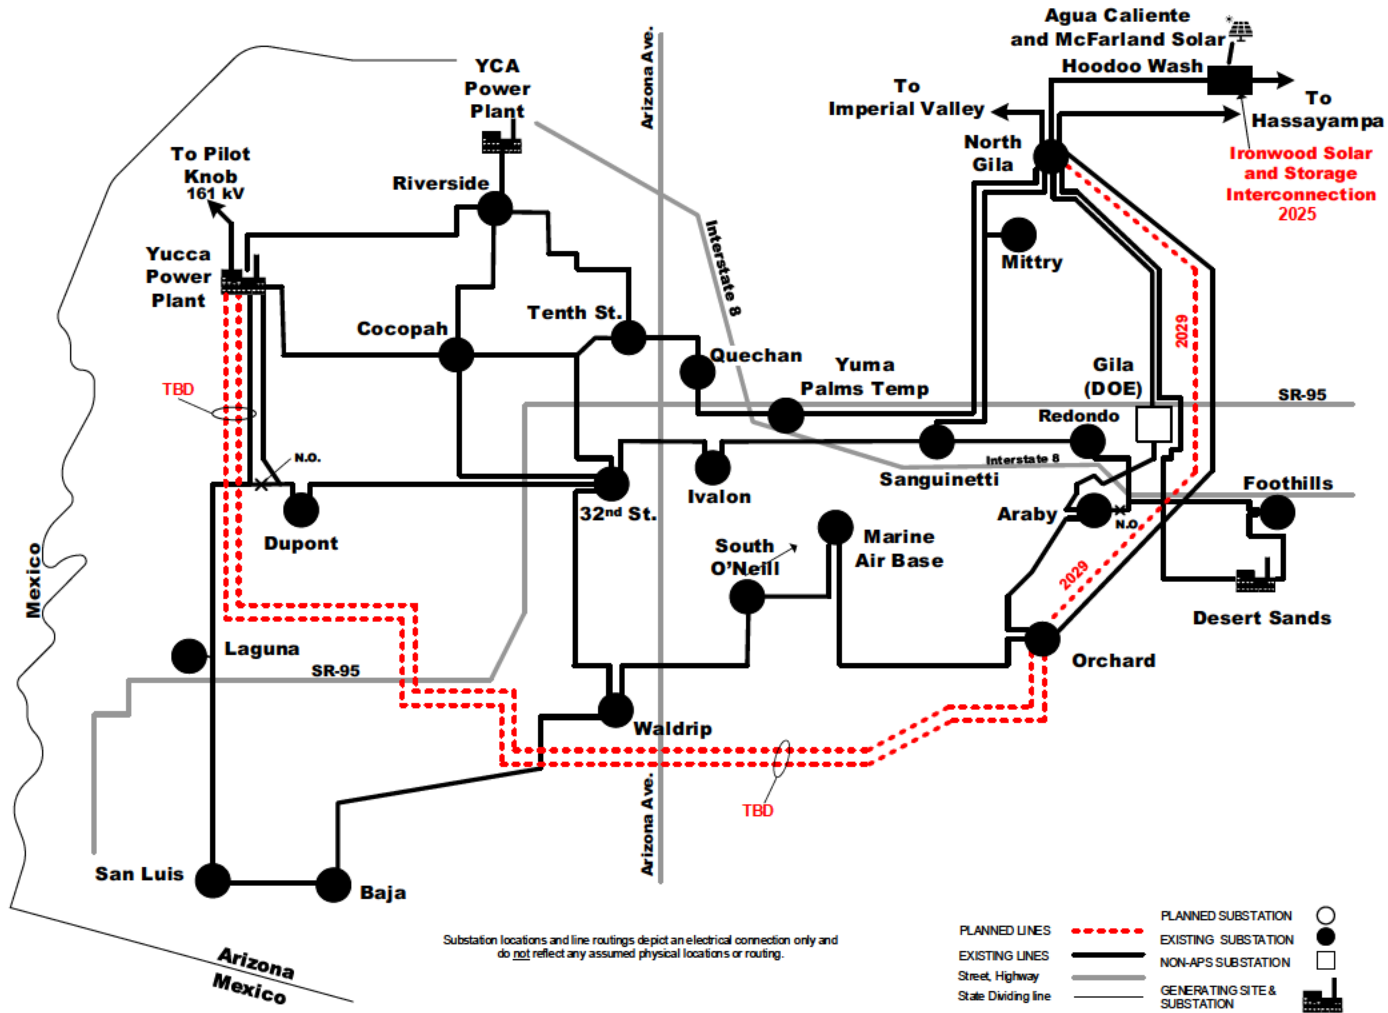 Agua Caliente
and McFarland Solar
Hoodoo Wash
To
Imperial Valley
To
Hassayampa
Ironwood Solar
and Storage
Interconnection
2025
North
Gila
Arizona Ave.
YCA
Power
Plant
To Pilot
Knob
161 kV
Riverside
Yucca
Power
Plant
Interstate 8
Mittry
Cocopah
Tenth St.
Quechan
Yuma
Palms Temp
Gila
(DOE)
2029
SR-95
TBD
Redondo
N.O.
Ivalon
Sanguinetti
Interstate 8
Foothills
32nd St.
Araby
N.O
Dupont
South
O'Neill
Marine
Air Base
2029
Desert Sands
Mexico
Laguna
SR-95
Orchard
Waldrip
TBD
Arizona Ave.
San Luis
Baja
Arizona
Mexico
Substation locations and line routings depict an electrical connection only and
do not reflect any assumed physical locations or routing.
PLANNED LINES
EXISTING LINES
Street, Highway
State Dividing line
PLANNED SUBSTATION
EXISTING SUBSTATION
NON-APS SUBSTATION
GENERATING SITE &
SUBSTATION